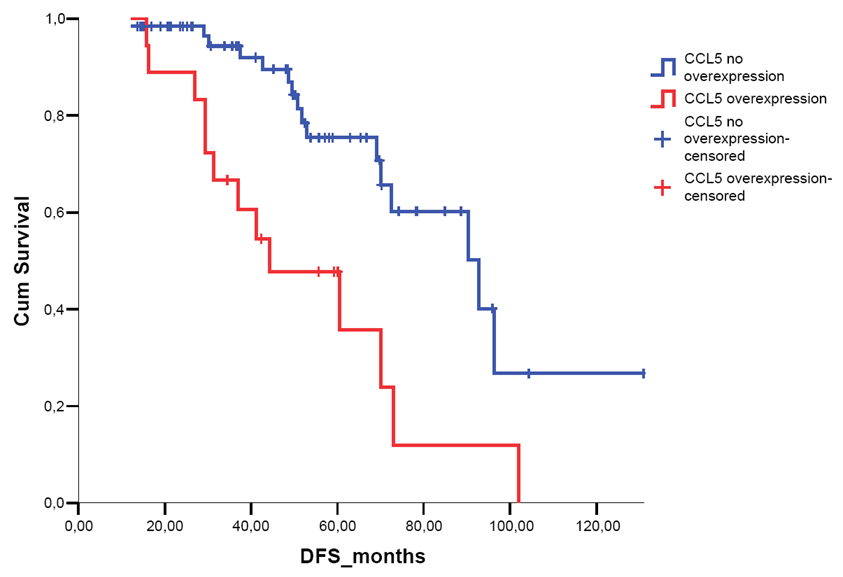 1,0
0,8
0,6
0,4
0,2
0,0
Cum Survival
0,00
20,00
40,00
60,00
80,00
100,00
120,00
DFS_months
CCL5 no
overexpression
CCL5 overexpression
CCL5 no
overexpression-
censored
CCL5 overexpression-
censored